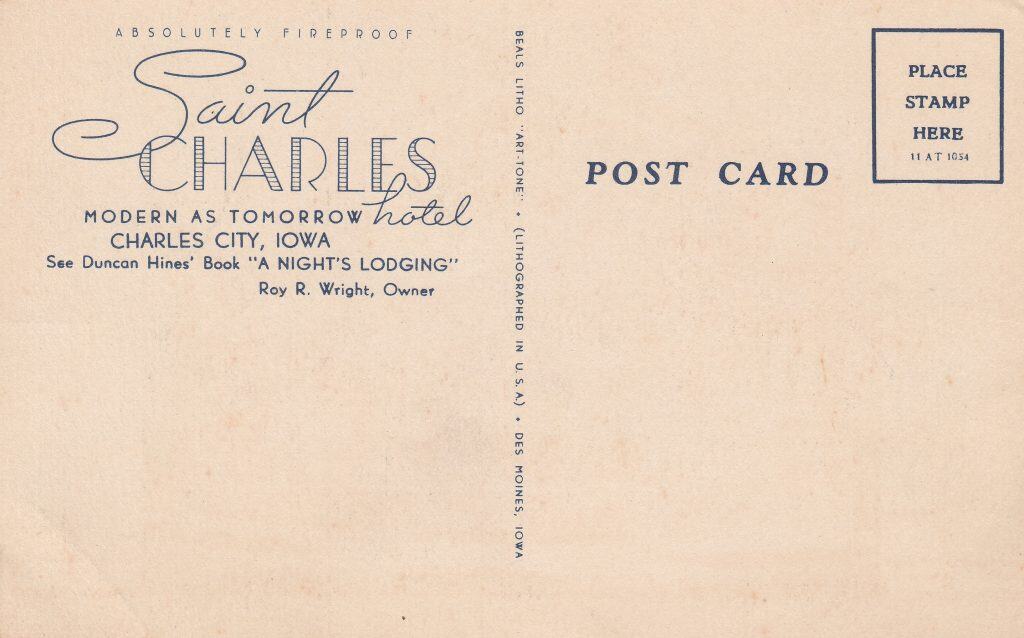 ABSOLUTELY FIREPROOF
Saint
CHARLES
hotel
MODERN AS TOMORROW
CHARLES CITY, IOWA
See Duncan Hines' Book "A NIGHT'S LODGING"
Roy R. Wright, Owner
BEALS LITHO "ART-TONE" • (LITHOGRAPHED IN U. S. A.) • DES MOINES, IOWA
POST CARD
PLACE
STAMP
HERE
11 A T 1054